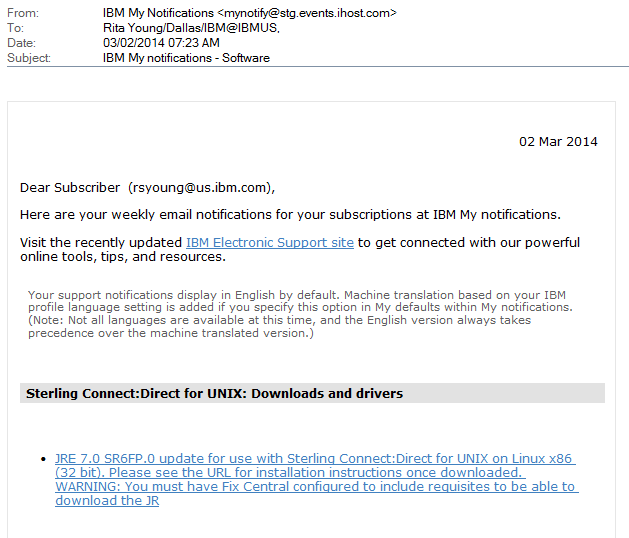 From: IBM My Notifications <mynotify@stg.events.ihost.com>
To: Rita Young/Dallas/IBM@IBMUS,
Date: 03/02/2014 07:23 AM
Subject: IBM My notifications - Software
02 Mar 2014
Dear Subscriber (rsyoung@us.ibm.com),
Here are your weekly email notifications for your subscriptions at IBM My notifications.
Visit the recently updated IBM Electronic Support site to get connected with our powerful
online tools, tips, and resources.
Your support notifications display in English by default. Machine translation based on your IBM
profile language setting is added if you specify this option in My defaults within My notifications.
(Note: Not all languages are available at this time, and the English version always takes
precedence over the machine translated version.)
Sterling Connect:Direct for UNIX: Downloads and drivers
• JRE 7.0 SR6FP.0 update for use with Sterling Connect:Direct for UNIX on Linux x86
(32 bit). Please see the URL for installation instructions once downloaded.
WARNING: You must have Fix Central configured to include requisites to be able to
download the JR